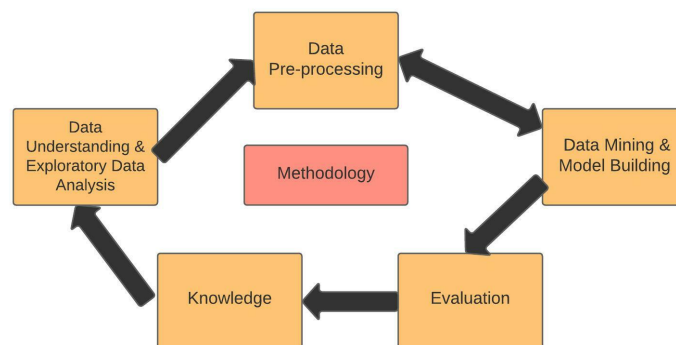 Data
Pre-processing
Data
Understanding &
Exploratory Data
Analysis
Data Mining &
Model Building
Methodology
Knowledge
Evaluation